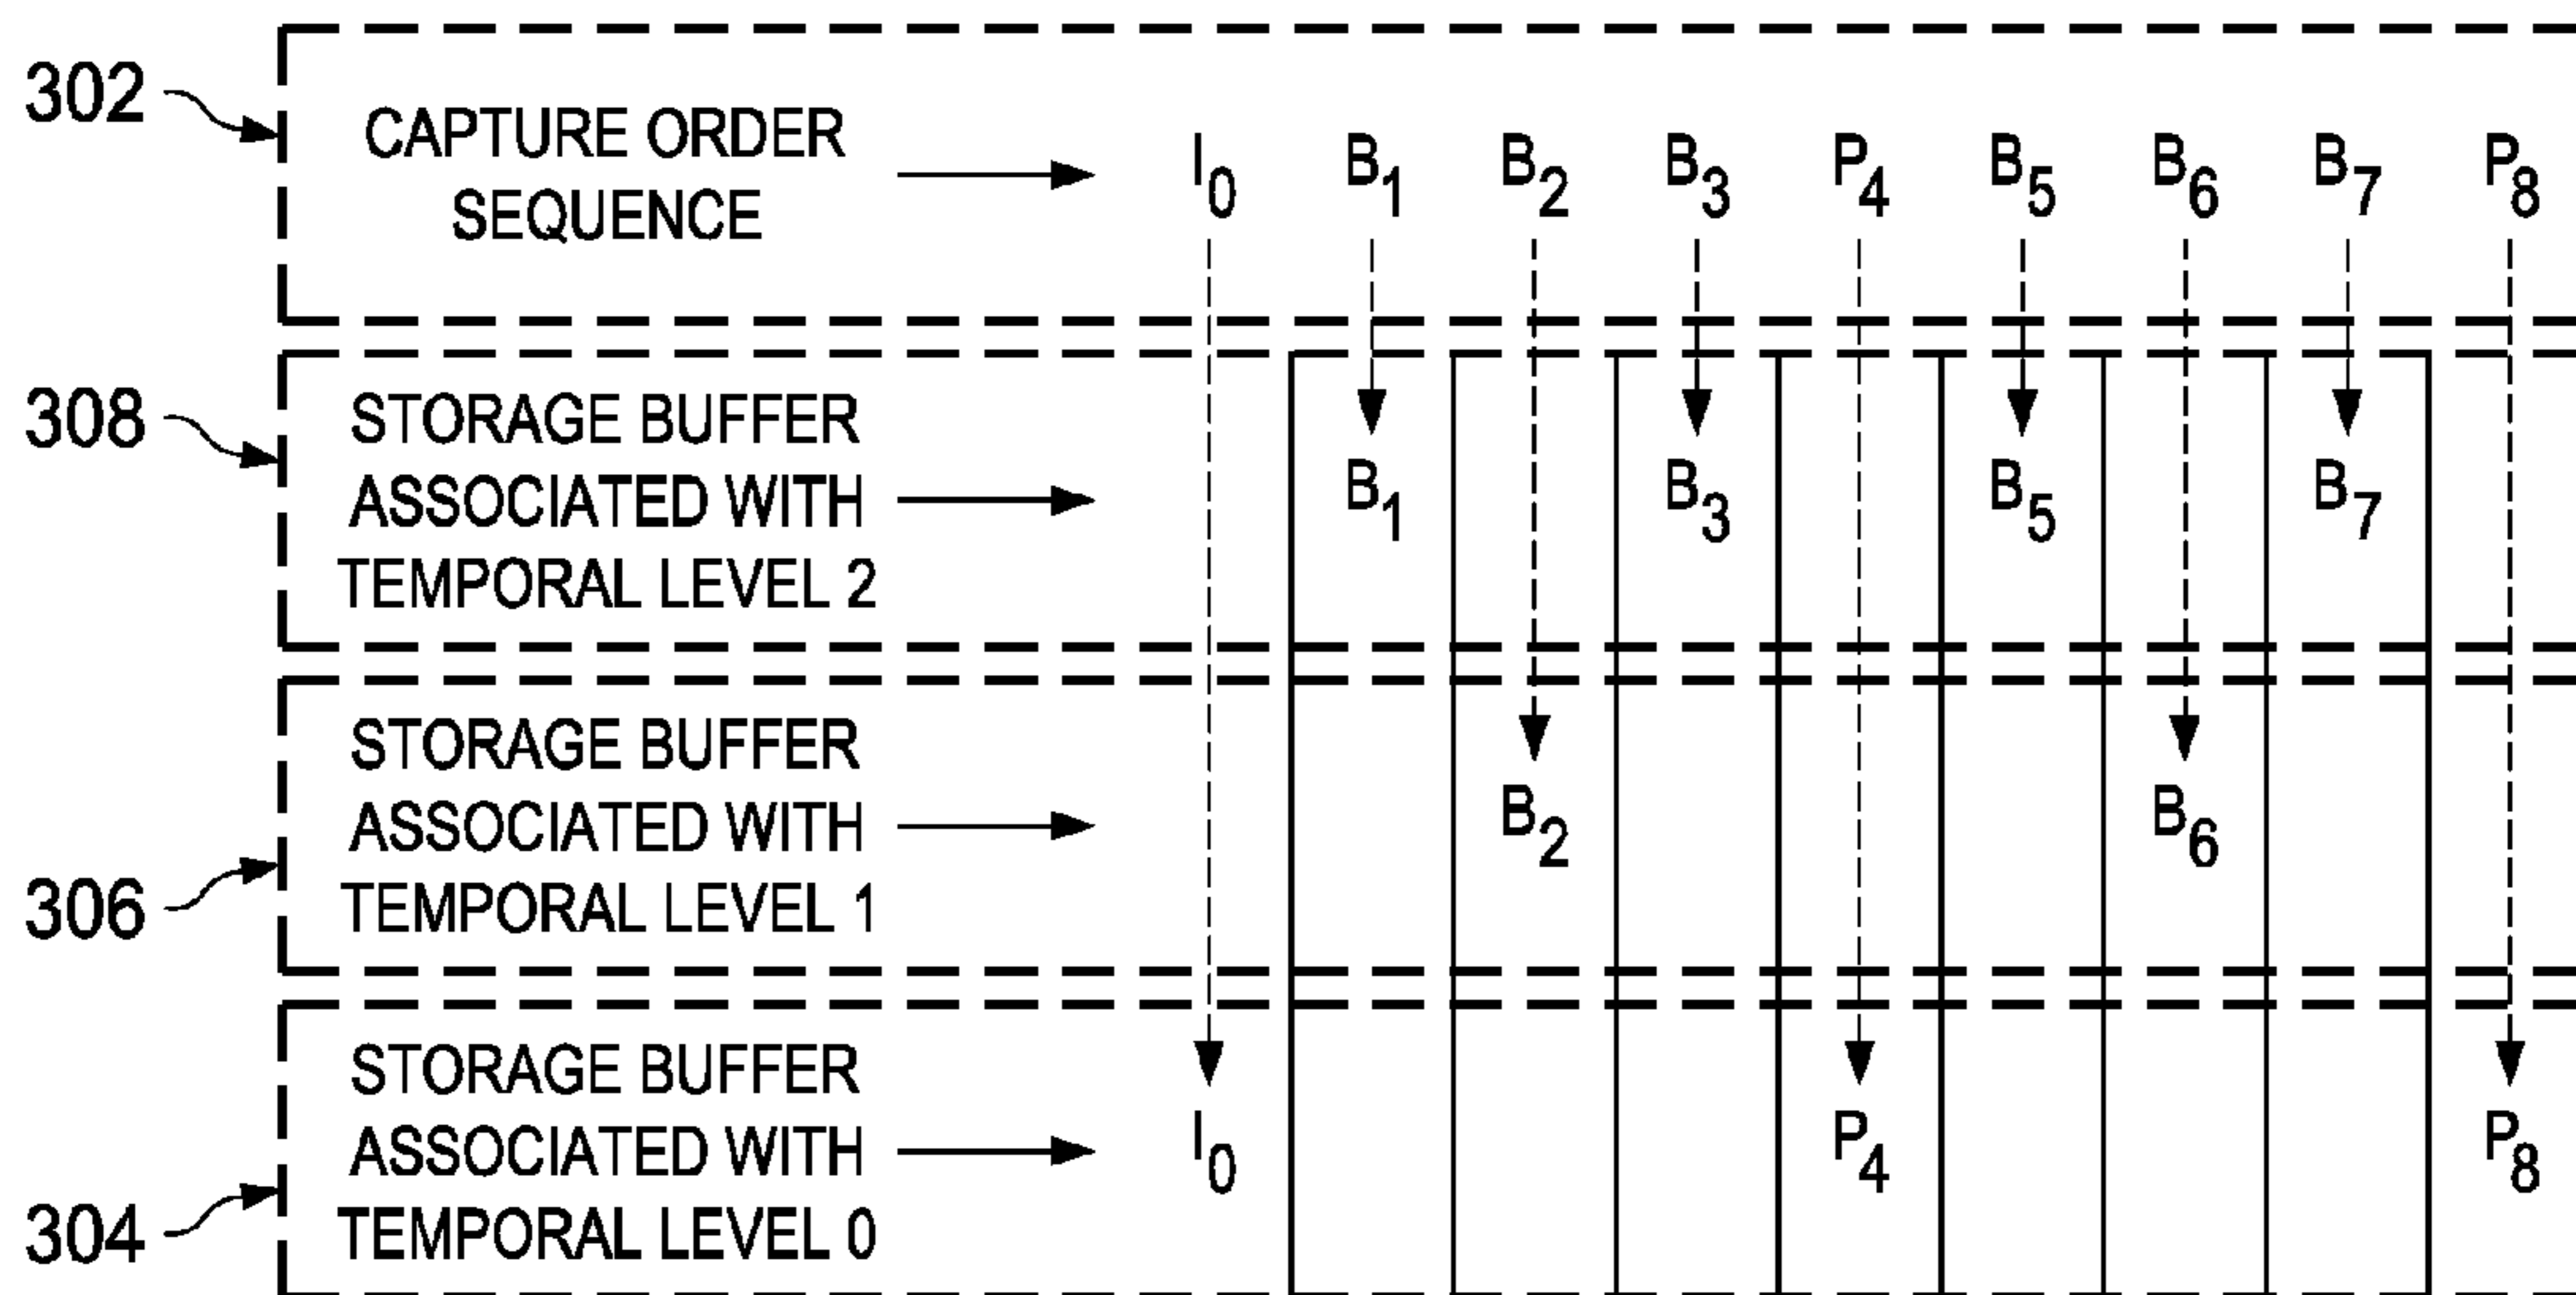 302
CAPTURE ORDER
SEQUENCE
I0 B1 B2 B3 P4 B5 B6 B7 P8
308
STORAGE BUFFER
ASSOCIATED WITH
TEMPORAL LEVEL 2
B1 B3 B5 B7
306
STORAGE BUFFER
ASSOCIATED WITH
TEMPORAL LEVEL 1
B2 B6
304
STORAGE BUFFER
ASSOCIATED WITH
TEMPORAL LEVEL 0
I0 P4 P8